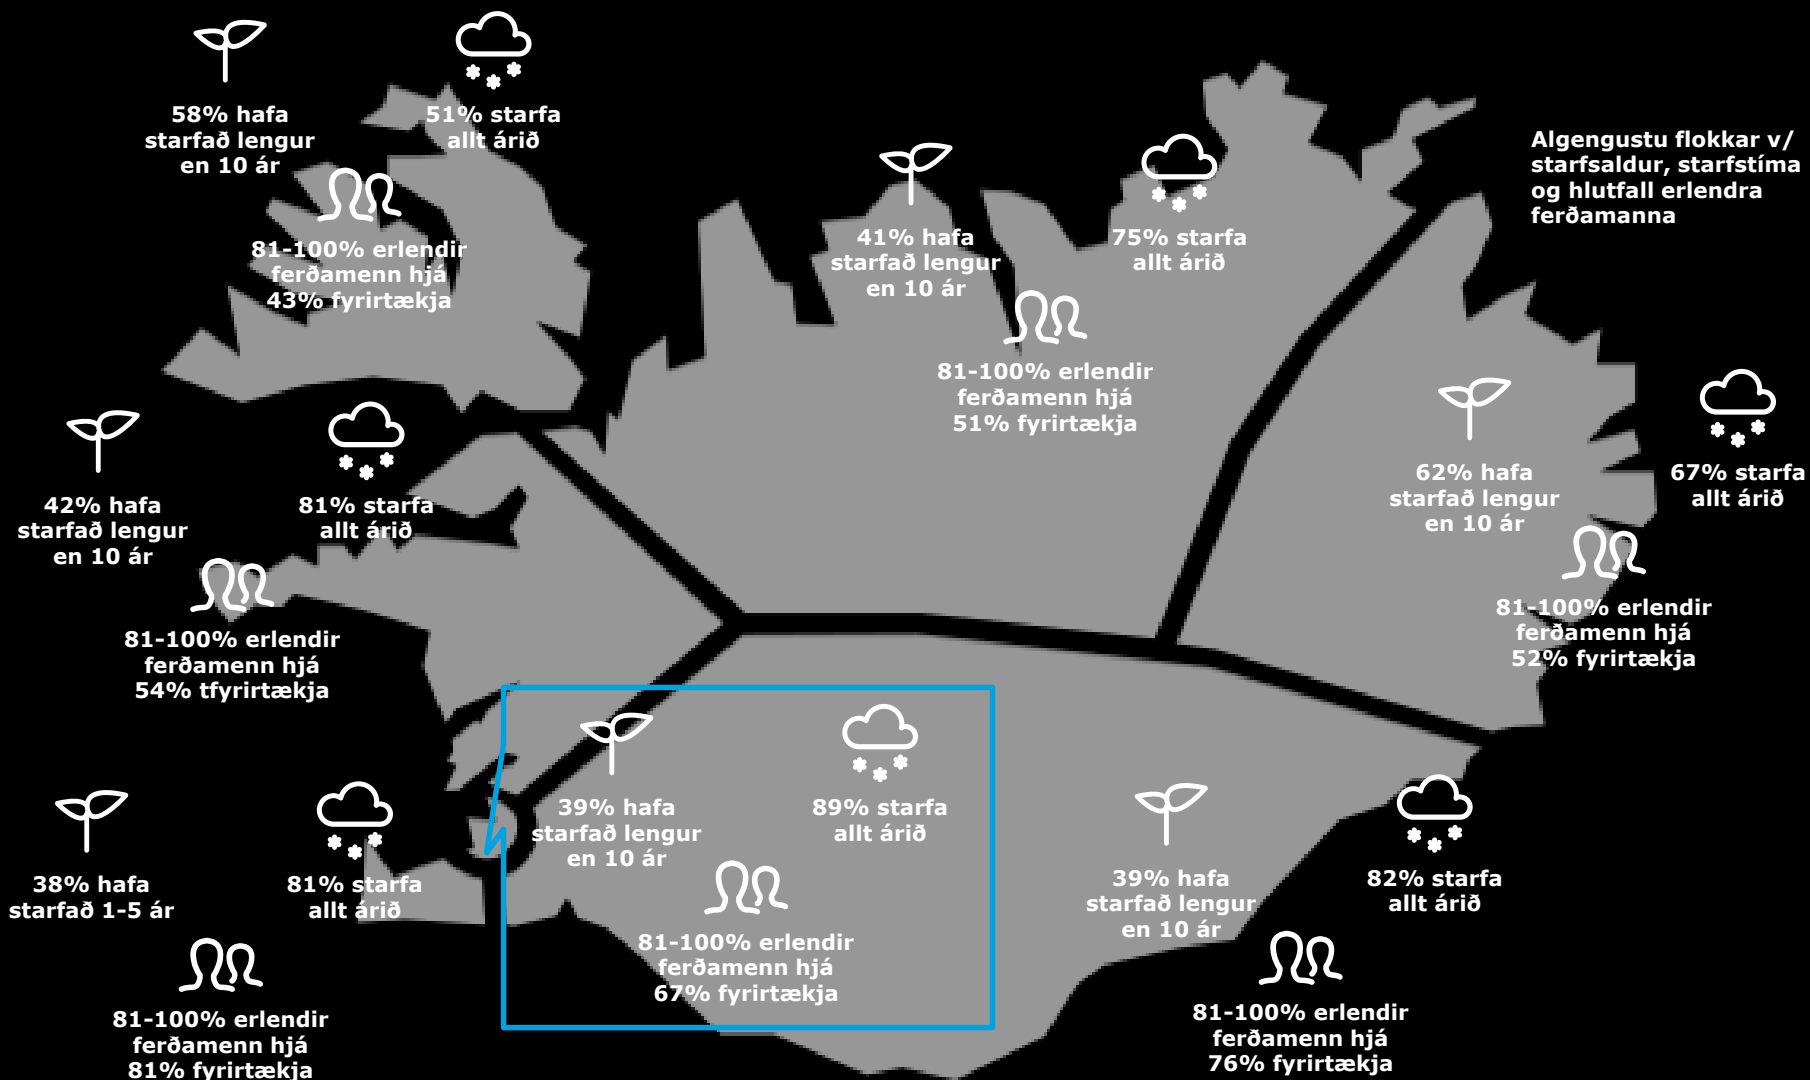 58% hafa
starfað lengur
en 10 ár
51% starfa
allt árið
81-100% erlendir
ferðamenn hjá
43% fyrirtækja
41% hafa
starfað lengur
en 10 ár
75% starfa
allt árið
81-100% erlendir
ferðamenn hjá
51% fyrirtækja
Algengustu flokkar v/
starfsaldur, starfstíma
og hlutfall erlendra
ferðamanna
42% hafa
starfað lengur
en 10 ár
81% starfa
allt árið
81-100% erlendir
ferðamenn hjá
54% tfyrirtækja
62% hafa
starfað lengur
en 10 ár
67% starfa
allt árið
81-100% erlendir
ferðamenn hjá
52% fyrirtækja
38% hafa
starfað 1-5 ár
81% starfa
allt árið
81-100% erlendir
ferðamenn hjá
81% fyrirtækja
39% hafa
starfað lengur
en 10 ár
89% starfa
allt árið
81-100% erlendir
ferðamenn hjá
67% fyrirtækja
39% hafa
starfað lengur
en 10 ár
82% starfa
allt árið
81-100% erlendir
ferðamenn hjá
76% fyrirtækja